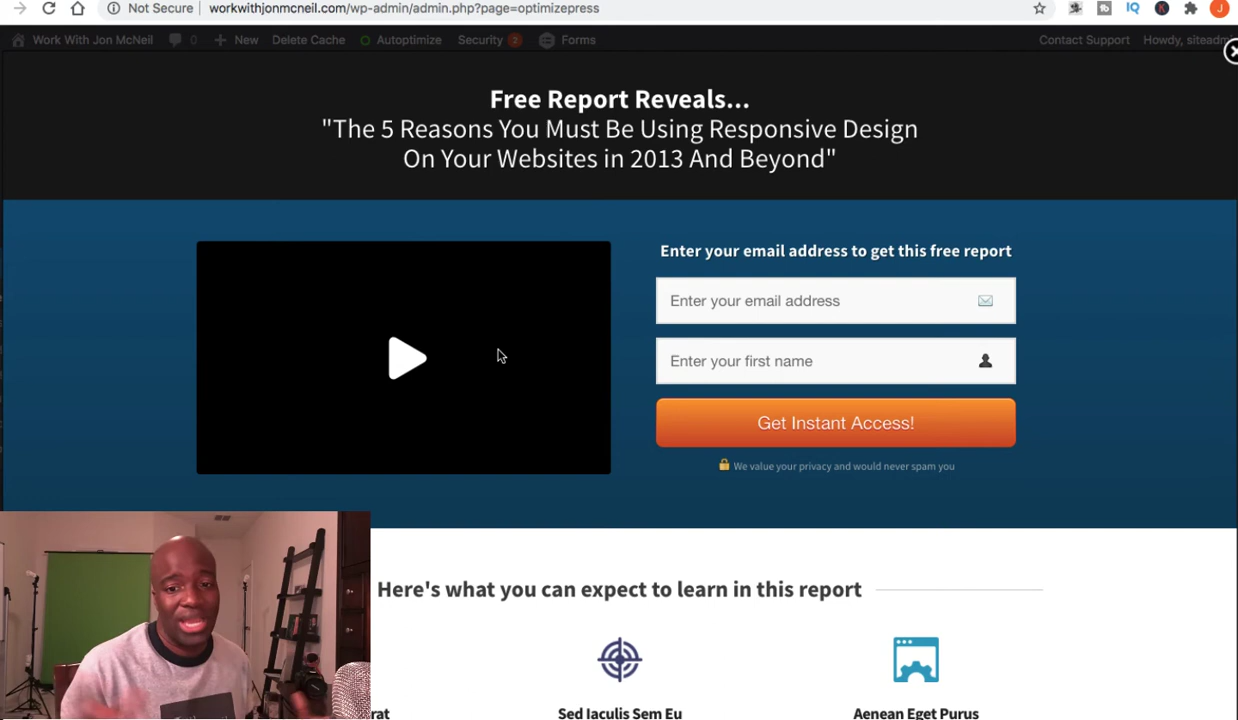 Not Secure
workwithjonmcneil.com/wp-admin/admin.php?page=optimizepress
IQ
K
J
Work With Jon McNeil
0
New
Delete Cache
Autoptimize
Security 2
Forms
Contact Support
Howdy, siteadmi
Free Report Reveals...
"The 5 Reasons You Must Be Using Responsive Design
On Your Websites in 2013 And Beyond"
Enter your email address to get this free report
Enter your email address
Enter your first name
Get Instant Access!
We value your privacy and would never spam you
Here's what you can expect to learn in this report
rat
Sed Iaculis Sem Eu
Aenean Eget Purus